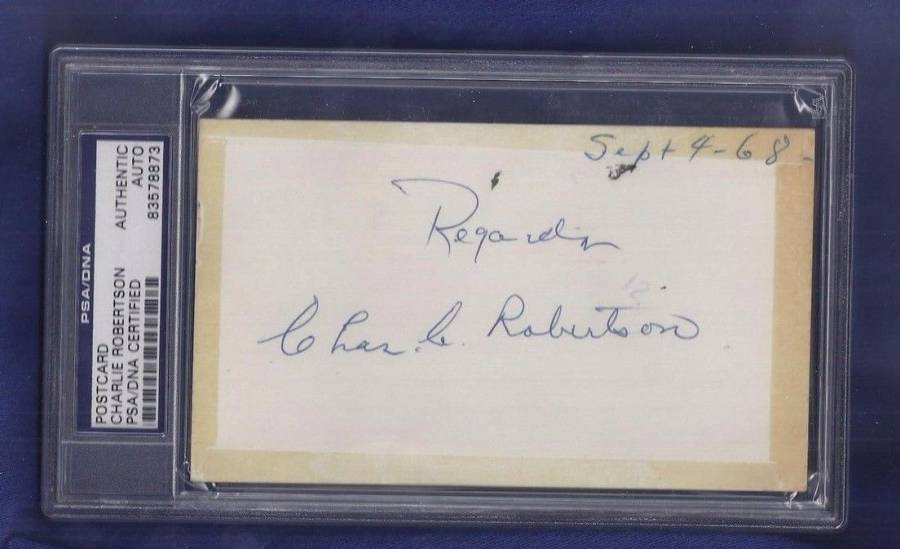 PSA/DNA
POSTCARD
CHARLIE ROBERTSON
PSA/DNA CERTIFIED
AUTHENTIC
AUTO
83578873
Sept 4-68
Regards
Chas. C. Robertson